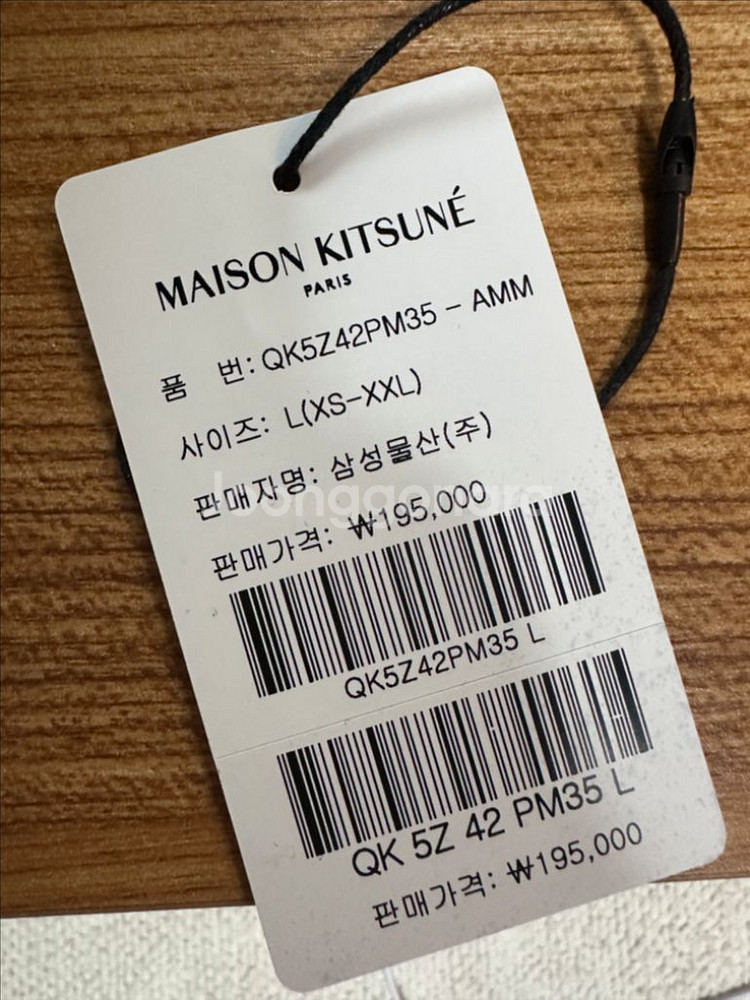 MAISON KITSUNÉ
PARIS
품 번: QK5Z42PM35 - AMM
사이즈: L(XS-XXL)
판매자명: 삼성물산(주)
판매가격: ₩195,000
QK5Z42PM35 L
QK 5Z 42 PM35 L
판매가격: ₩195,000